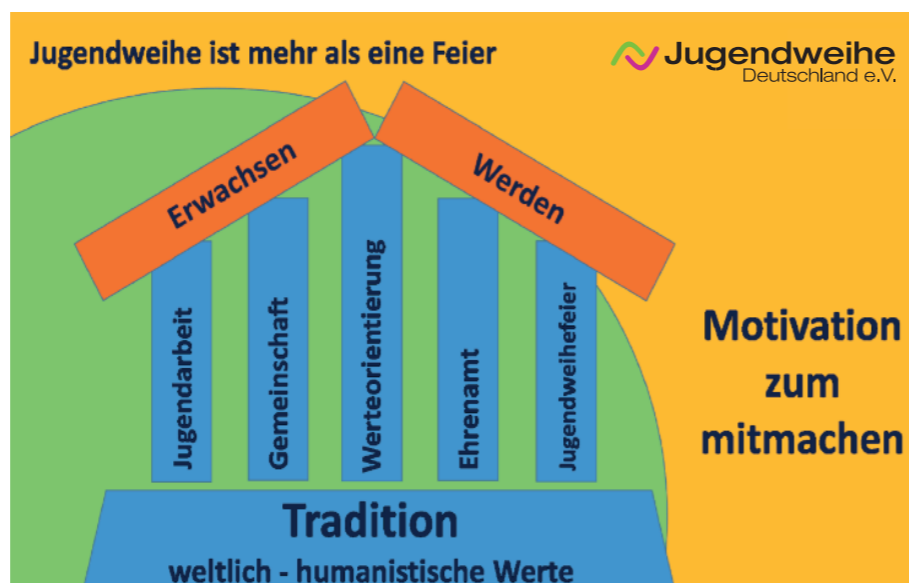 Jugendweihe ist mehr als eine Feier
Jugendweihe
Deutschland e.V.
Erwachsen
Werden
Jugendarbeit
Gemeinschaft
Werteorientierung
Ehrenamt
Jugendweihefeier
Motivation
zum
mitmachen
Tradition
weltlich - humanistische Werte